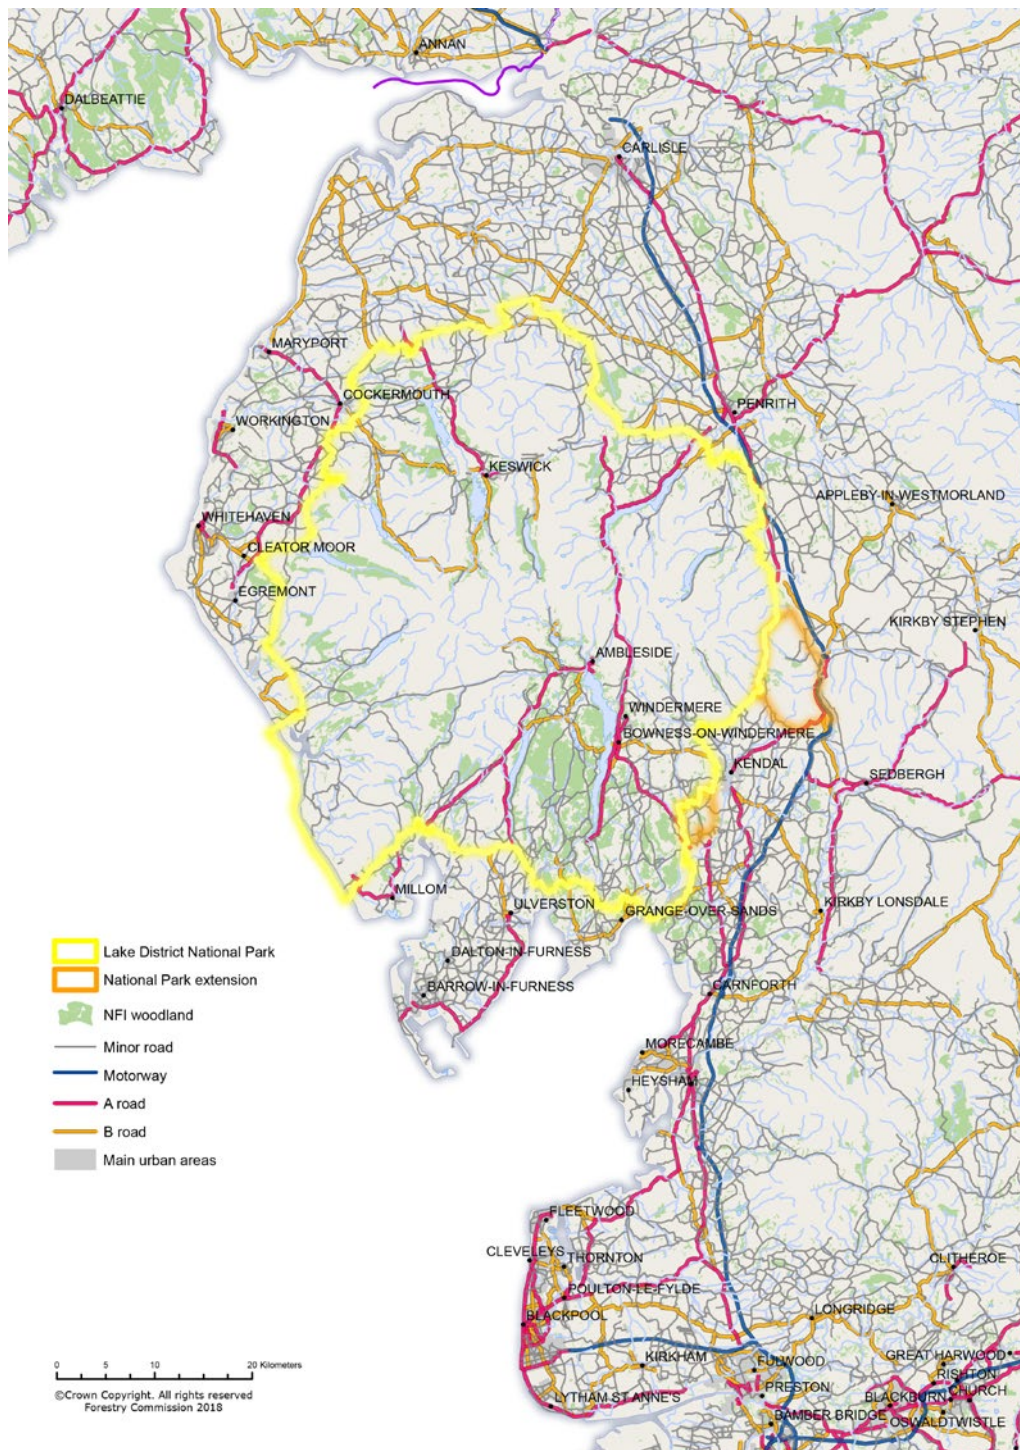 ANNAN
DALBEATTIE
CARLISLE
MARYPORT
COCKERMOUTH
PENRITH
WORKINGTON
KESWICK
APPLEBY-IN-WESTMORLAND
WHITEHAVEN
CLEATOR MOOR
EGREMONT
KIRKBY STEPHEN
AMBLESIDE
WINDERMERE
BOWNESS-ON-WINDERMERE
KENDAL
SEDBERGH
MILLOM
ULVERSTON
GRANGE-OVER-SANDS
KIRKBY LONSDALE
DALTON-IN-FURNESS
BARROW-IN-FURNESS
CARNFORTH
MORECAMBE
HEYSHAM
Lake District National Park
National Park extension
NFI woodland
Minor road
Motorway
A road
B road
Main urban areas
FLEETWOOD
CLEVELEYS
THORNTON
CLITHEROE
POULTON-LE-FYLDE
BLACKPOOL
LONGRIDGE
KIRKHAM
FULWOOD
GREAT HARWOOD
RISHTON
LYTHAM ST ANNE'S
PRESTON
BLACKBURN
CHURCH
BAMBER BRIDGE
OSWALDTWISTLE
0 5 10 20 Kilometers
©Crown Copyright. All rights reserved
Forestry Commission 2018